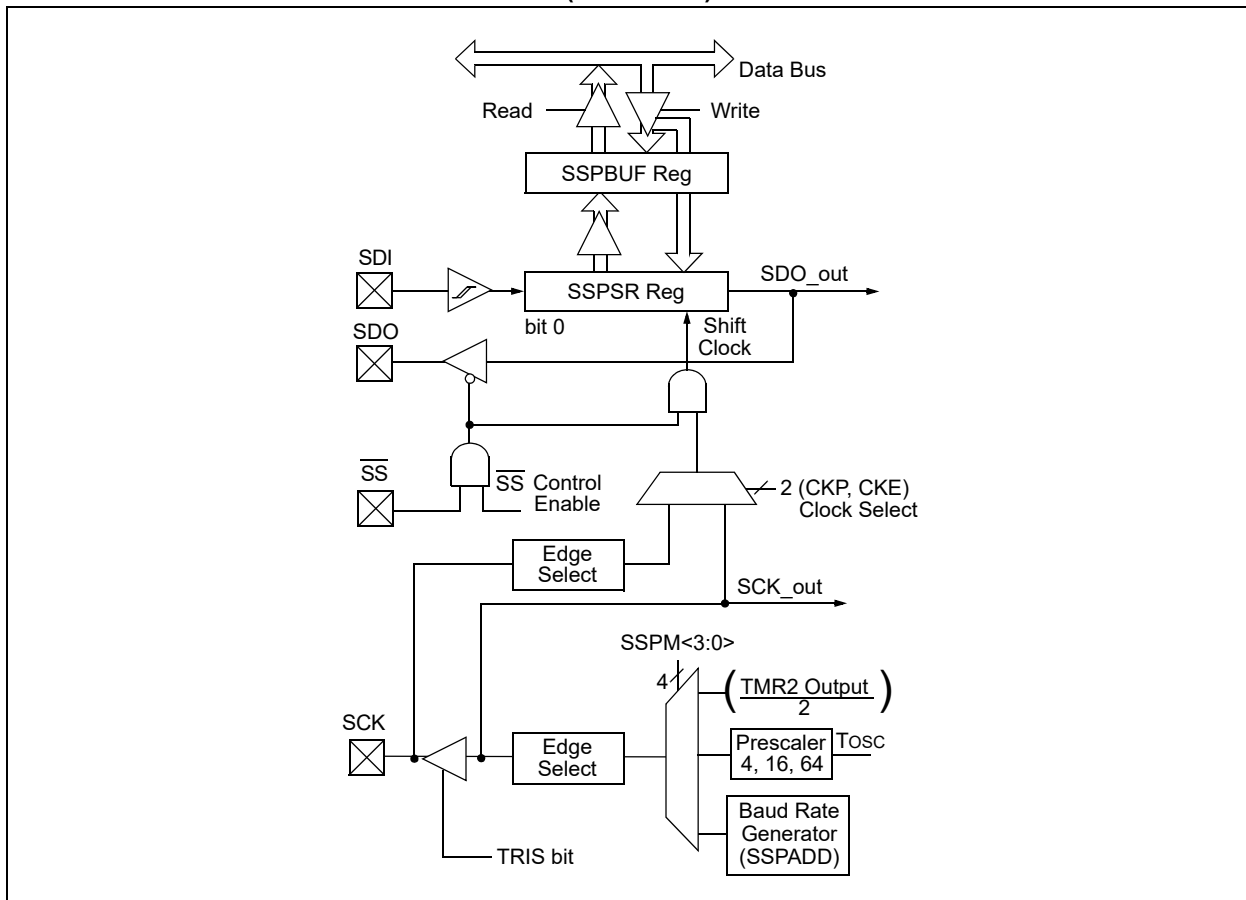 Data Bus
Read
Write
SSPBUF Reg
SDI
SSPSR Reg
SDO_out
bit 0
Shift
Clock
SDO
SS
SS Control
Enable
2 (CKP, CKE)
Clock Select
Edge
Select
SCK_out
SSPM<3:0>
4
(TMR2 Output)
2
SCK
Edge
Select
Prescaler
4, 16, 64
TOSC
Baud Rate
Generator
(SSPADD)
TRIS bit